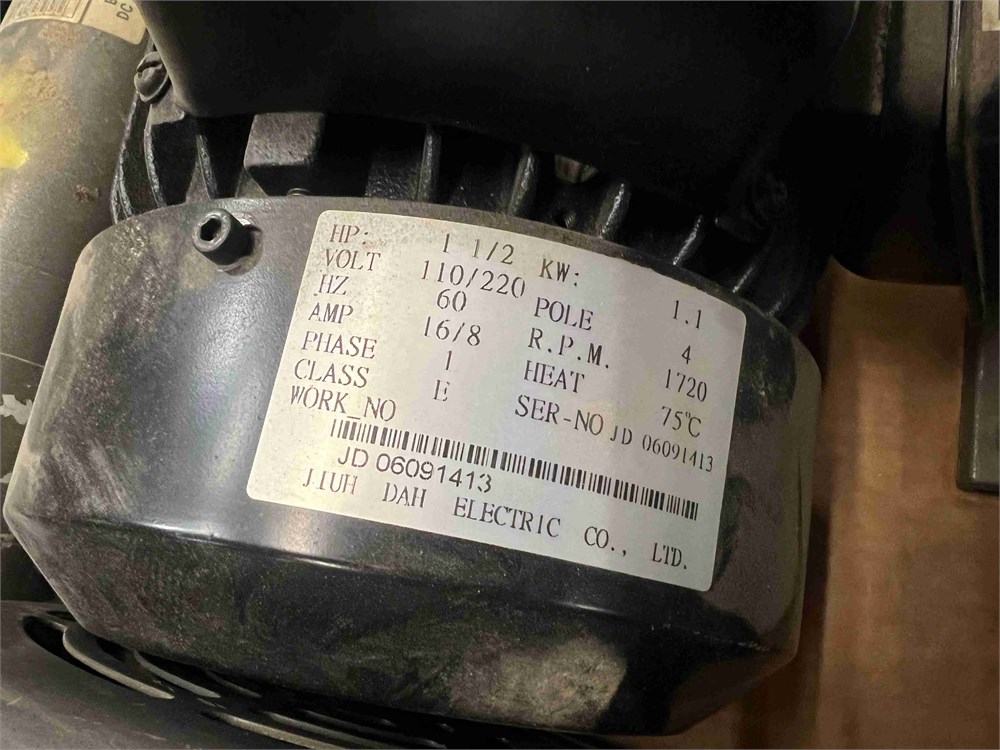 HP: 1 1/2 KW: 1.1
VOLT 110/220 POLE 4
HZ 60 R.P.M. 1720
AMP 16/8 HEAT 75℃
PHASE 1 SER-NO JD 06091413
CLASS E
WORK_NO
JD 06091413
JIUH DAH ELECTRIC CO., LTD.
DC